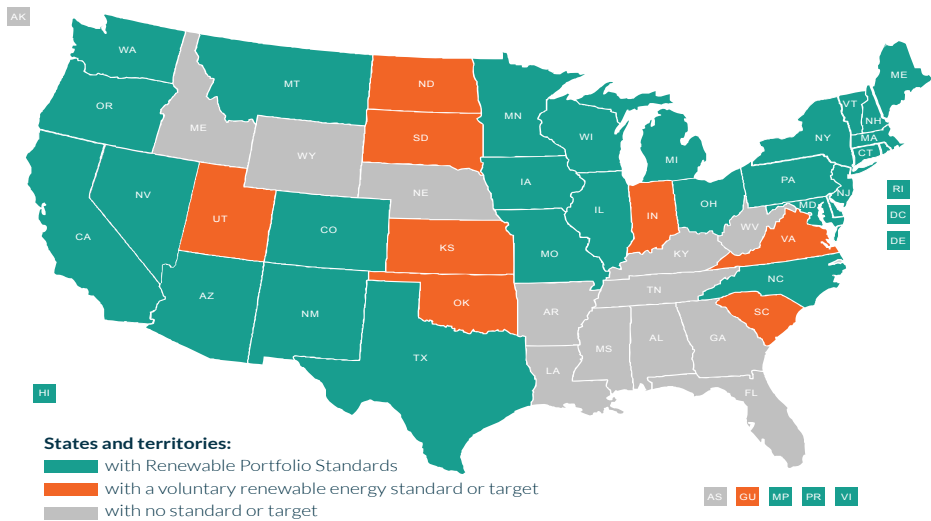 AK
WA
MT
ND
ME
OR
ME
SD
MN
VT
NH
WI
NY
MA
MI
CT
WY
NE
IA
PA
RI
NV
UT
IL
IN
OH
NJ
MD
DC
CA
CO
KS
MO
WV
VA
DE
KY
AZ
NM
OK
AR
TN
NC
SC
TX
LA
MS
AL
GA
FL
HI
States and territories:
with Renewable Portfolio Standards
with a voluntary renewable energy standard or target
with no standard or target
AS
GU
MP
PR
VI